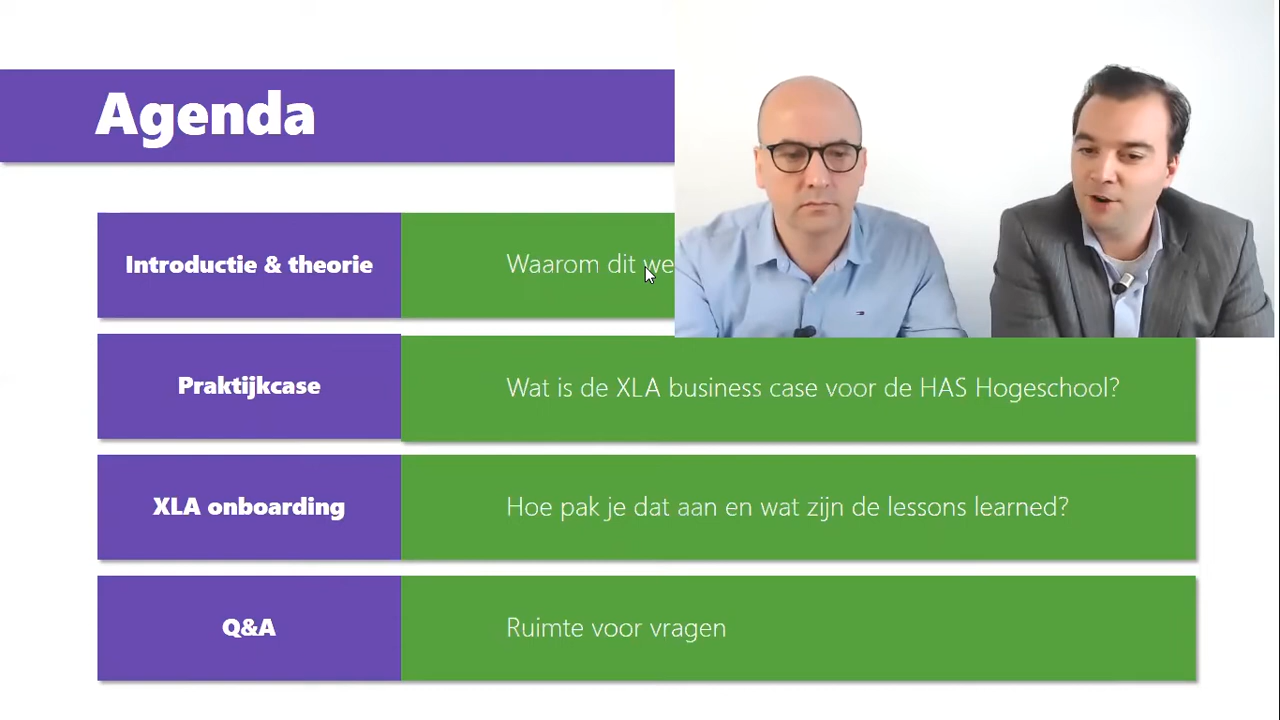 Agenda
Introductie & theorie
Waarom dit we
Praktijkcase
Wat is de XLA business case voor de HAS Hogeschool?
XLA onboarding
Hoe pak je dat aan en wat zijn de lessons learned?
Q&A
Ruimte voor vragen